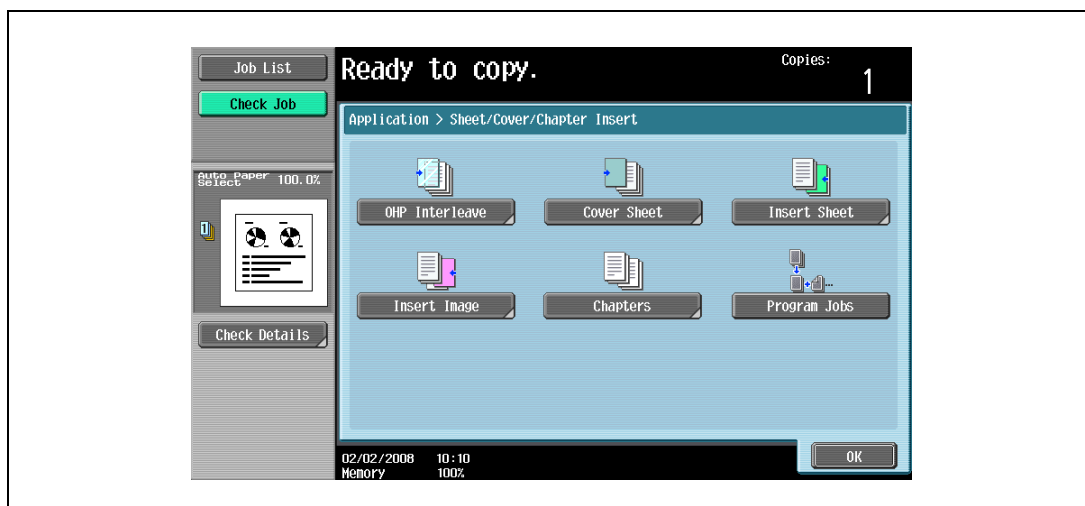 Job List
Check Job
Ready to copy.
Copies:
1
Application > Sheet/Cover/Chapter Insert
Auto Paper
Select
100.0%
1
OHP Interleave
Cover Sheet
Insert Sheet
Insert Image
Chapters
Program Jobs
Check Details
02/02/2008 10:10
Memory 100%
OK